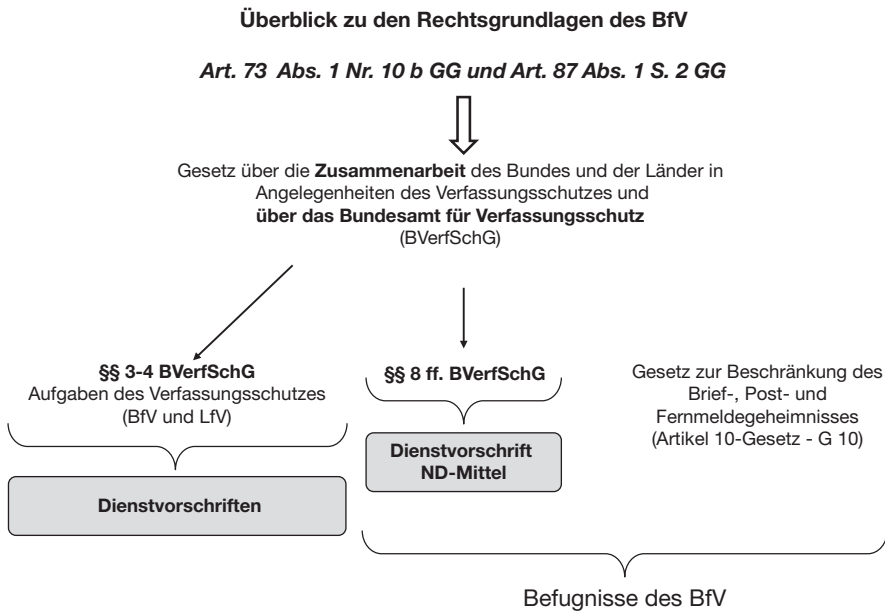 Überblick zu den Rechtsgrundlagen des BfV
Art. 73 Abs. 1 Nr. 10 b GG und Art. 87 Abs. 1 S. 2 GG
Gesetz über die Zusammenarbeit des Bundes und der Länder in
Angelegenheiten des Verfassungsschutzes und
über das Bundesamt für Verfassungsschutz
(BVerfSchG)
§§ 3-4 BVerfSchG
Aufgaben des Verfassungsschutzes
(BfV und LfV)
Dienstvorschriften
§§ 8 ff. BVerfSchG
Dienstvorschrift
ND-Mittel
Gesetz zur Beschränkung des
Brief-, Post- und
Fernmeldegeheimnisses
(Artikel 10-Gesetz - G 10)
Befugnisse des BfV